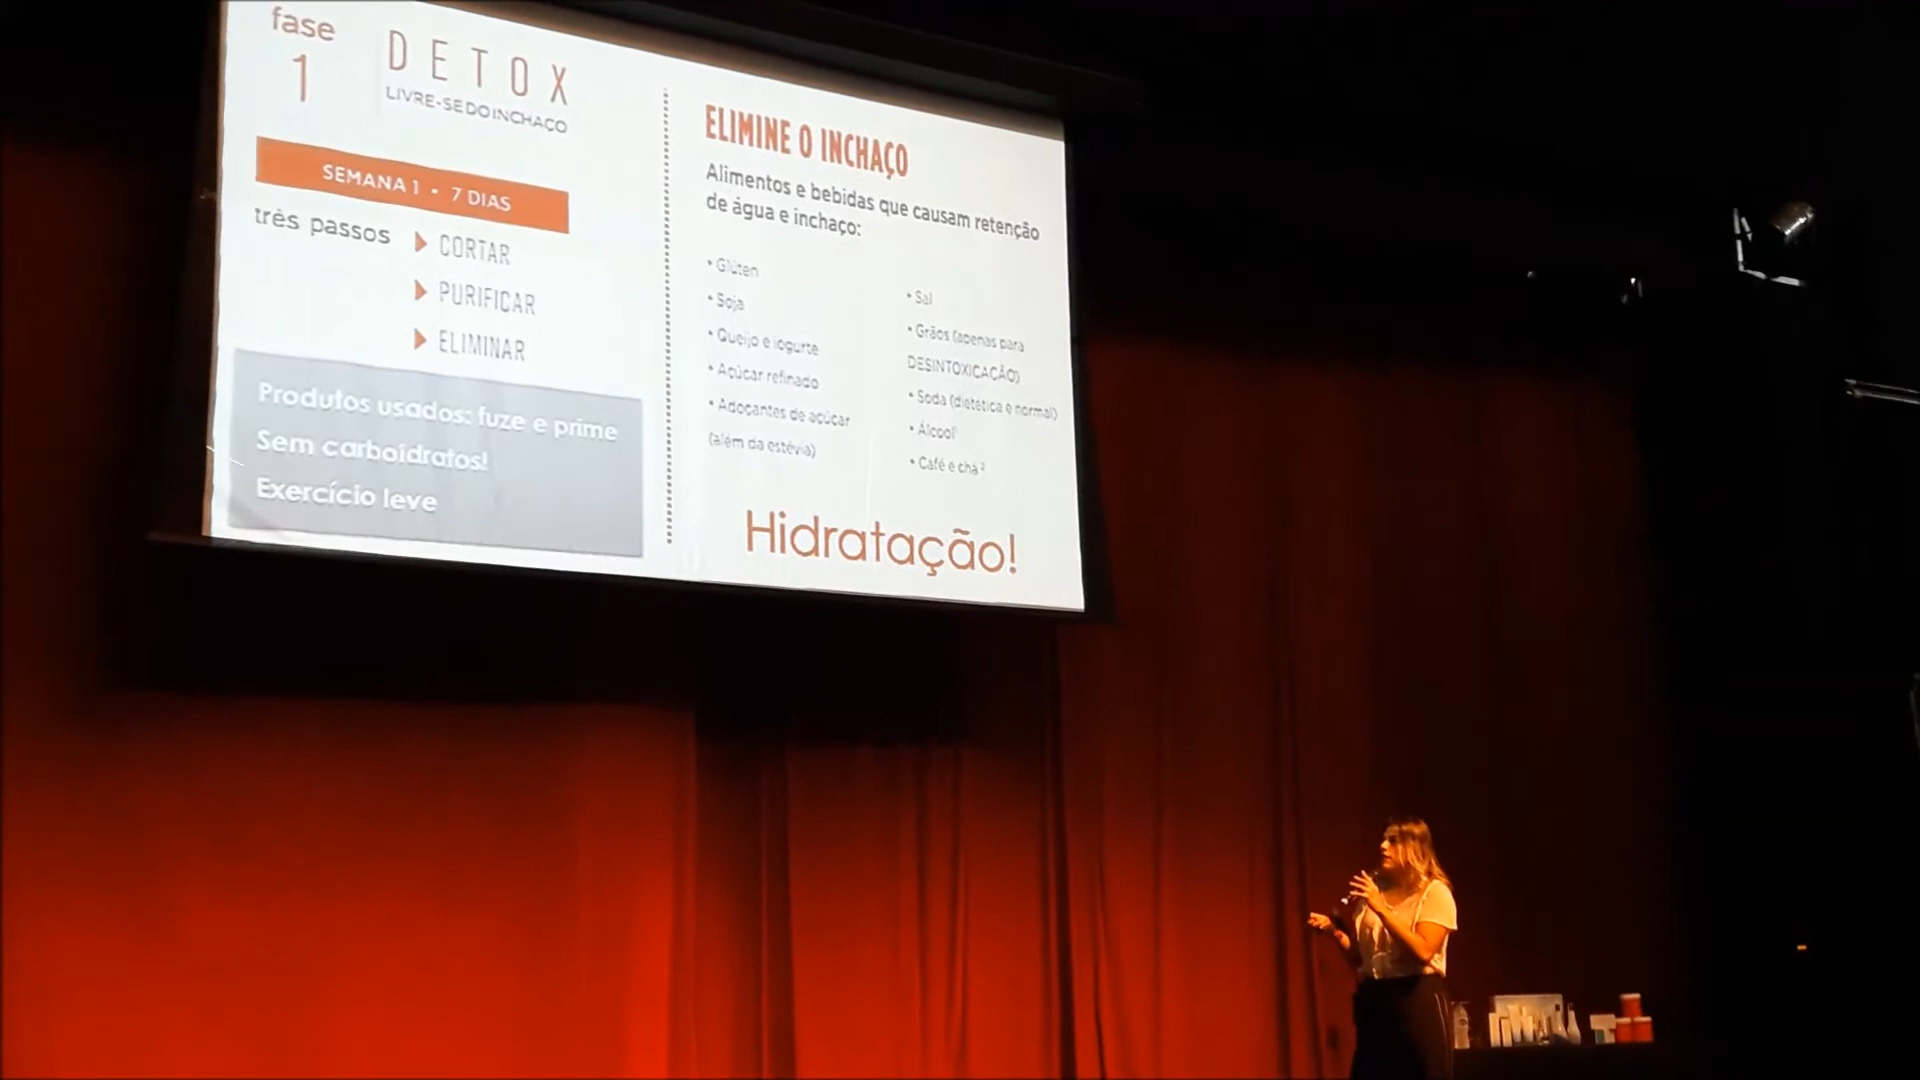 fase
1
DETOX
LIVRE-SE DO INCHAÇO
SEMANA 1 • 7 DIAS
três passos
CORTAR
PURIFICAR
ELIMINAR
Produtos usados: fuze e prime
Sem carboidratos!
Exercício leve
ELIMINE O INCHAÇO
Alimentos e bebidas que causam retenção
de água e inchaço:
• Glúten
• Soja
• Queijo e iogurte
• Açúcar refinado
• Adoçantes de açúcar
(além da estévia)
• Sal
• Grãos (apenas para
DESINTOXICAÇÃO)
• Soda (dietética e normal)
• Álcool
• Café e chá ²
Hidratação!